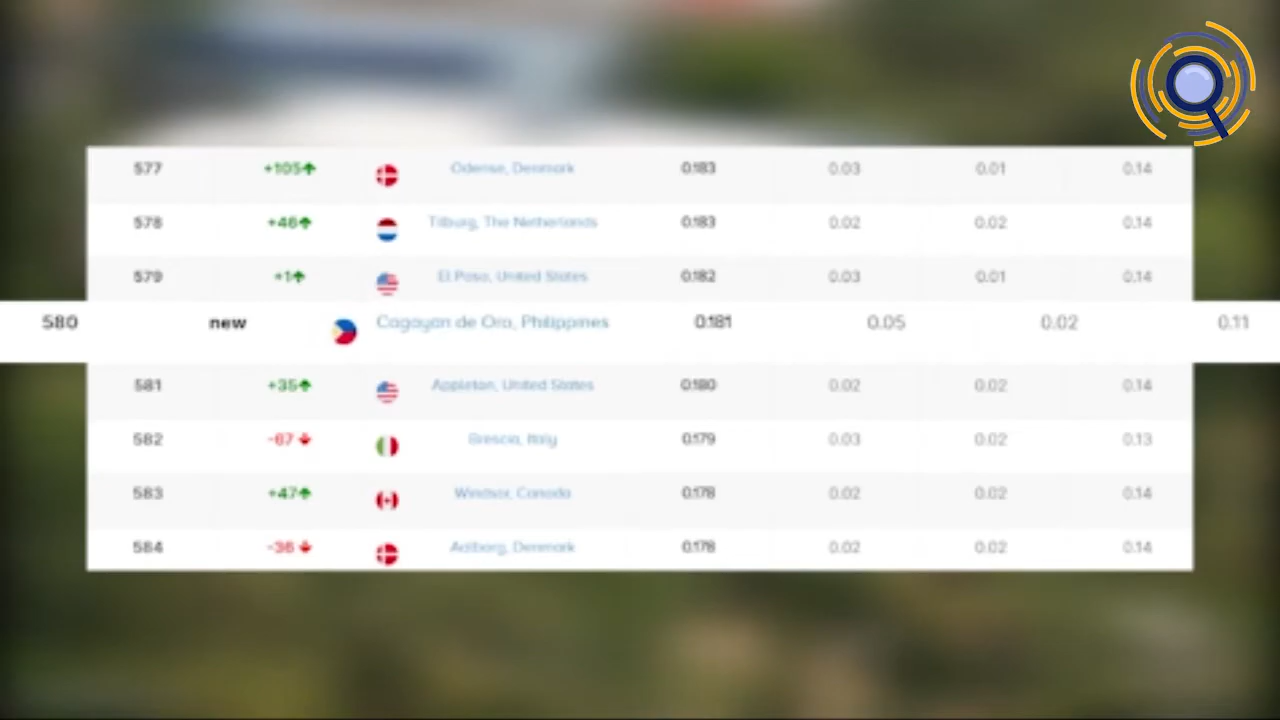 577 +105 Odense, Denmark 0.183 0.03 0.01 0.14
578 +46 Tilburg, The Netherlands 0.183 0.02 0.02 0.14
579 +1 El Paso, United States 0.182 0.03 0.01 0.14
580 new Cagayan de Oro, Philippines 0.181 0.05 0.02 0.11
581 +35 Appleton, United States 0.180 0.02 0.02 0.14
582 -67 Brescia, Italy 0.179 0.03 0.02 0.13
583 +47 Windsor, Canada 0.178 0.02 0.02 0.14
584 -36 Aalborg, Denmark 0.178 0.02 0.02 0.14